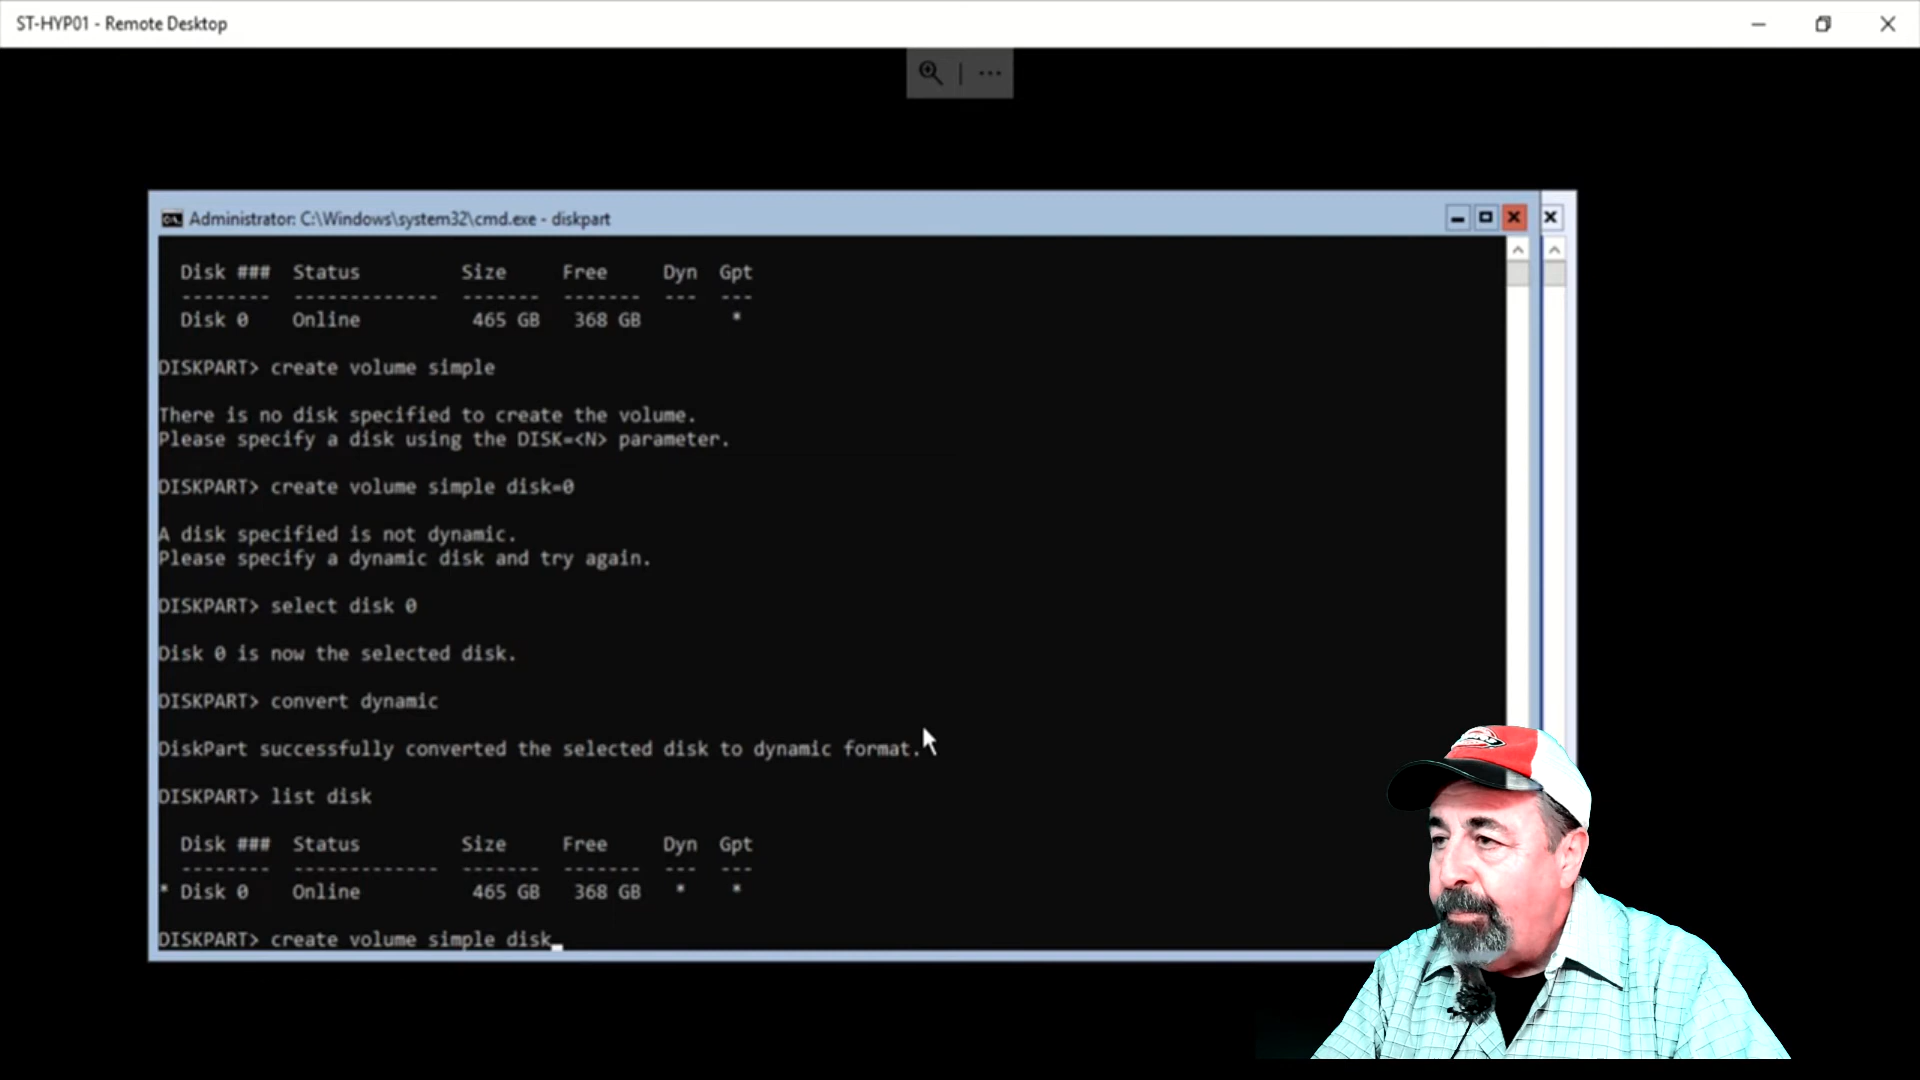 ST-HYP01 - Remote Desktop
Administrator: C:\Windows\system32\cmd.exe - diskpart
Disk ###  Status         Size     Free     Dyn  Gpt
--------  -------------  -------  -------  ---  ---
Disk 0    Online          465 GB   368 GB        *
DISKPART> create volume simple
There is no disk specified to create the volume.
Please specify a disk using the DISK=<N> parameter.
DISKPART> create volume simple disk=0
A disk specified is not dynamic.
Please specify a dynamic disk and try again.
DISKPART> select disk 0
Disk 0 is now the selected disk.
DISKPART> convert dynamic
DiskPart successfully converted the selected disk to dynamic format.
DISKPART> list disk
Disk ###  Status         Size     Free     Dyn  Gpt
--------  -------------  -------  -------  ---  ---
* Disk 0    Online          465 GB   368 GB   *    *
DISKPART> create volume simple disk_